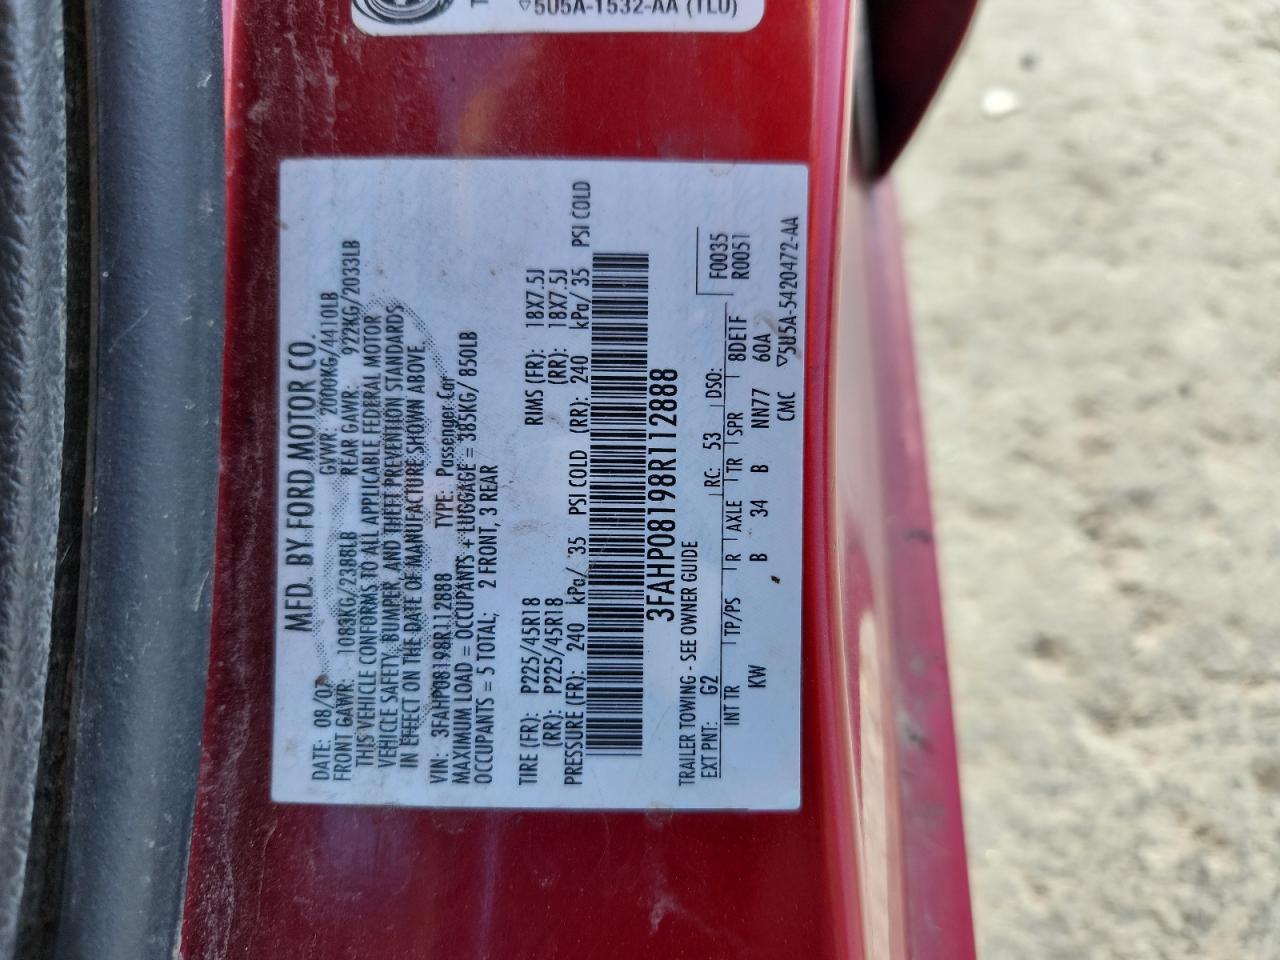 5U5A-1532-AA (TLU)
MFD. BY FORD MOTOR CO.
DATE: 08/07 GVWR: 2000KG/4410LB
FRONT GAWR: 1083KG/2388LB REAR GAWR: 922KG/2033LB
THIS VEHICLE CONFORMS TO ALL APPLICABLE FEDERAL MOTOR
VEHICLE SAFETY, BUMPER, AND THEFT PREVENTION STANDARDS
IN EFFECT ON THE DATE OF MANUFACTURE SHOWN ABOVE.
VIN: 3FAHP08198R112888 TYPE: Passenger Car
MAXIMUM LOAD = OCCUPANTS + LUGGAGE = 385KG/ 850LB
OCCUPANTS = 5 TOTAL; 2 FRONT, 3 REAR
TIRE (FR): P225/45R18 RIMS (FR): 18X7.5J
(RR): P225/45R18 (RR): 18X7.5J
PRESSURE (FR): 240 kPa/ 35 PSI COLD (RR): 240 kPa/ 35 PSI COLD
3FAHP08198R112888
TRAILER TOWING - SEE OWNER GUIDE
EXT PNT: G2 RC: 53 DSO: F0035
INT TR TP/PS R AXLE TR SPR 8DE1F R0051
KW B 34 B NN77 60A
CMC ▽5U5A-5420472-AA